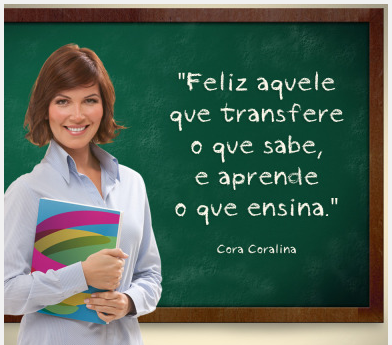 "Feliz aquele
que transfere
o que sabe,
e aprende
o que ensina."
Cora Coralina